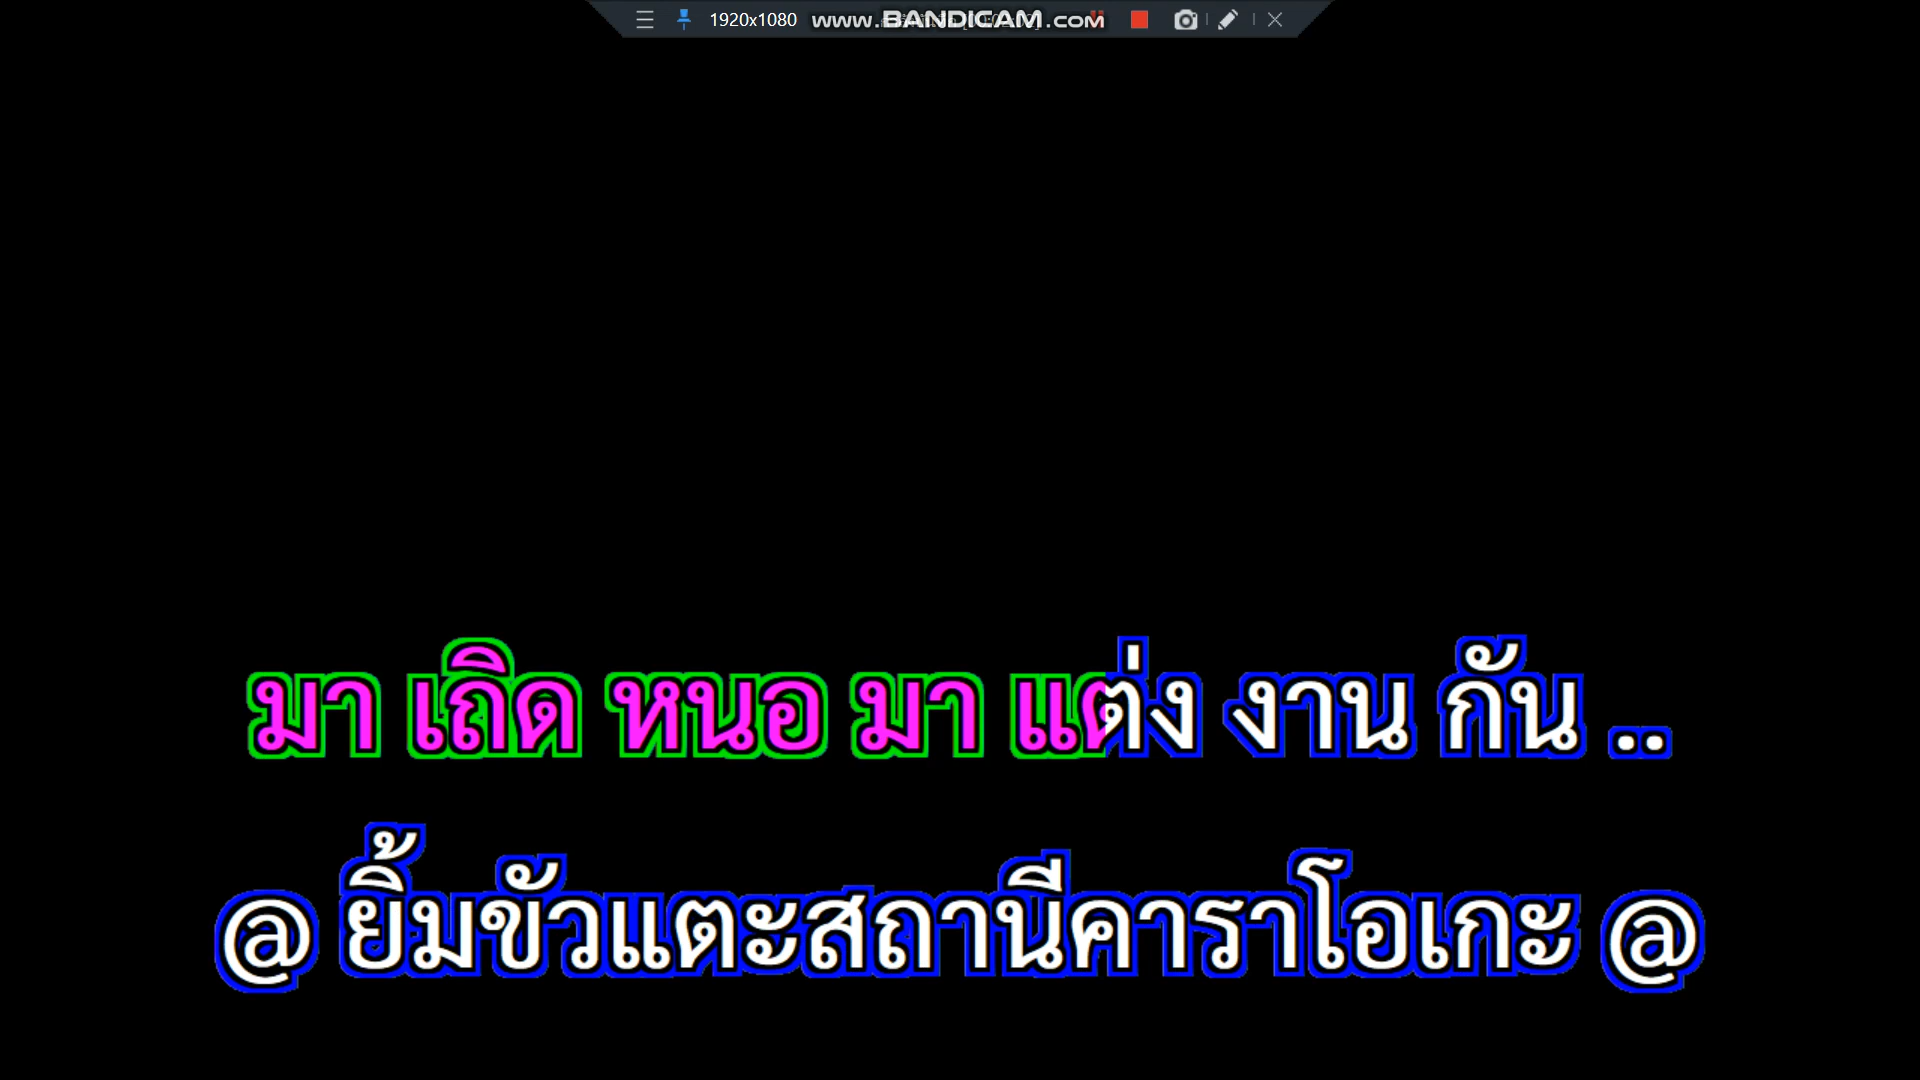 1920x1080 www.BANDICAM.com
มา เถิด หนอ มา แต่ง งาน กัน ..
@ ยิ้มขัวแตะสถานีคาราโอเกะ @